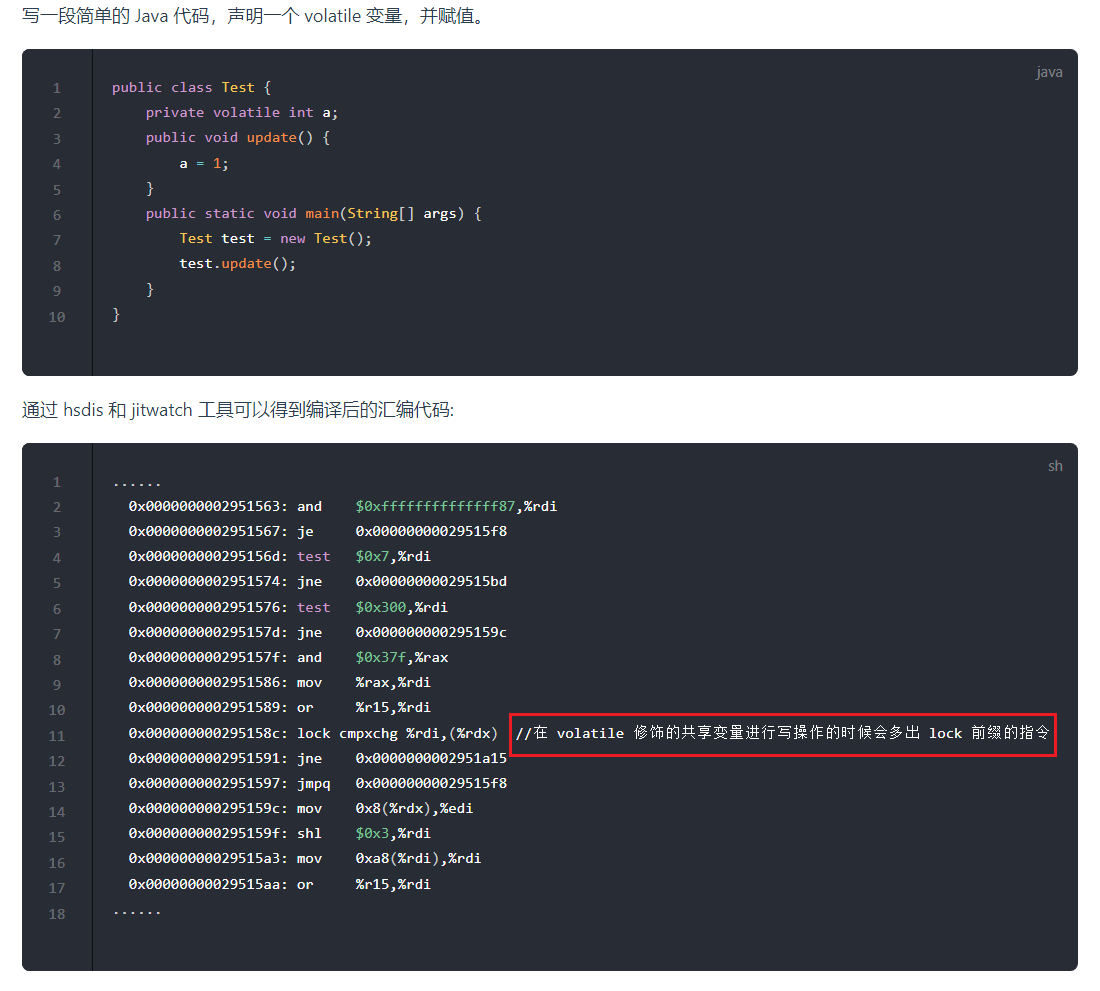 写一段简单的 Java 代码，声明一个 volatile 变量，并赋值。
java
1 public class Test {
2 private volatile int a;
3 public void update() {
4 a = 1;
5 }
6 public static void main(String[] args) {
7 Test test = new Test();
8 test.update();
9 }
10 }
通过 hsdis 和 jitwatch 工具可以得到编译后的汇编代码:
sh
1 ......
2 0x0000000002951563: and $0xffffffffffffff87,%rdi
3 0x0000000002951567: je 0x00000000029515f8
4 0x000000000295156d: test $0x7,%rdi
5 0x0000000002951574: jne 0x00000000029515bd
6 0x0000000002951576: test $0x300,%rdi
7 0x000000000295157d: jne 0x000000000295159c
8 0x000000000295157f: and $0x37f,%rax
9 0x0000000002951586: mov %rax,%rdi
10 0x0000000002951589: or %r15,%rdi
11 0x000000000295158c: lock cmpxchg %rdi,(%rdx) //在 volatile 修饰的共享变量进行写操作的时候会多出 lock 前缀的指令
12 0x0000000002951591: jne 0x0000000002951a15
13 0x0000000002951597: jmpq 0x00000000029515f8
14 0x000000000295159c: mov 0x8(%rdx),%edi
15 0x000000000295159f: shl $0x3,%rdi
16 0x00000000029515a3: mov 0xa8(%rdi),%rdi
17 0x00000000029515aa: or %r15,%rdi
18 ......